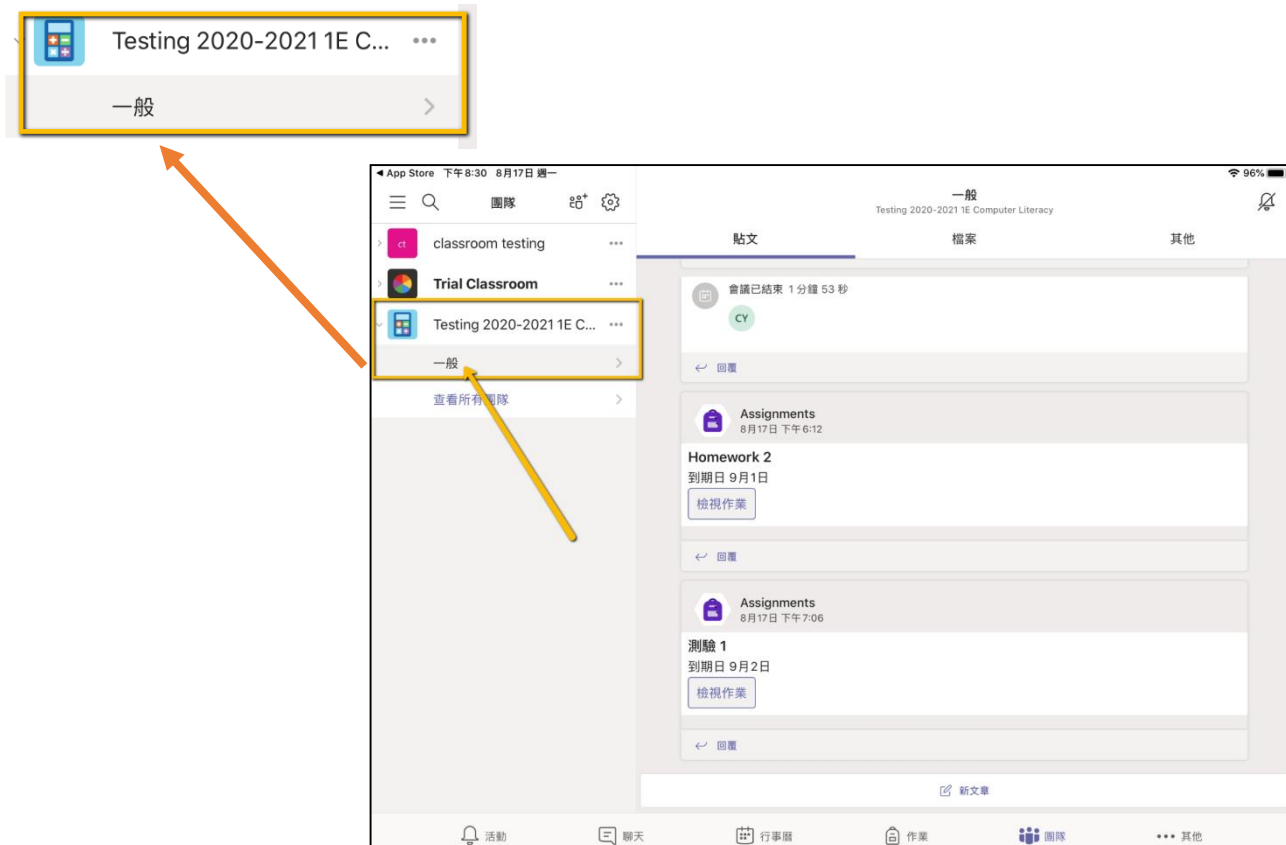 Testing 2020-2021 1E C... •••
一般
App Store 下午8:30 8月17日 週一
96%
團隊
一般
Testing 2020-2021 1E Computer Literacy
貼文 檔案 其他
ct classroom testing •••
Trial Classroom •••
Testing 2020-2021 1E C... •••
一般
查看所有團隊
會議已結束 1分鐘 53秒
CY
回覆
Assignments
8月17日 下午6:12
Homework 2
到期日 9月1日
檢視作業
回覆
Assignments
8月17日 下午7:06
測驗 1
到期日 9月2日
檢視作業
回覆
新文章
活動 聊天 行事曆 作業 團隊 ••• 其他